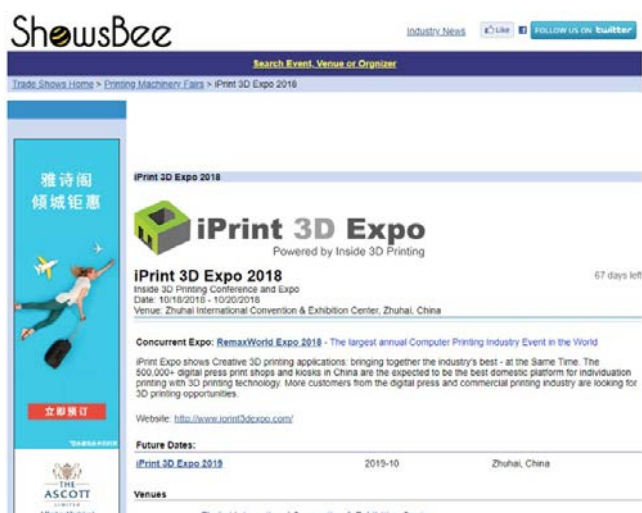 ShowsBee
Industry News
Like
FOLLOW US ON twitter
Search Event, Venue or Orgnizer
Trade Shows Home > Printing Machinery Fairs > iPrint 3D Expo 2018
雅诗阁
倾城钜惠
立即预订
THE
ASCOTT
LIMITED
iPrint 3D Expo 2018
iPrint 3D Expo
Powered by Inside 3D Printing
iPrint 3D Expo 2018
67 days left
Inside 3D Printing Conference and Expo
Date: 10/18/2018 - 10/20/2018
Venue: Zhuhai International Convention & Exhibition Center, Zhuhai, China
Concurrent Expo: RemaxWorld Expo 2018 - The largest annual Computer Printing Industry Event in the World
iPrint Expo shows Creative 3D printing applications: bringing together the industry's best - at the Same Time. The
500,000+ digital press print shops and kiosks in China are the expected to be the best domestic platform for individuation
printing with 3D printing technology. More customers from the digital press and commercial printing industry are looking for
3D printing opportunities.
Website: http://www.iprint3dexpo.com/
Future Dates:
iPrint 3D Expo 2019 2019-10 Zhuhai, China
Venues